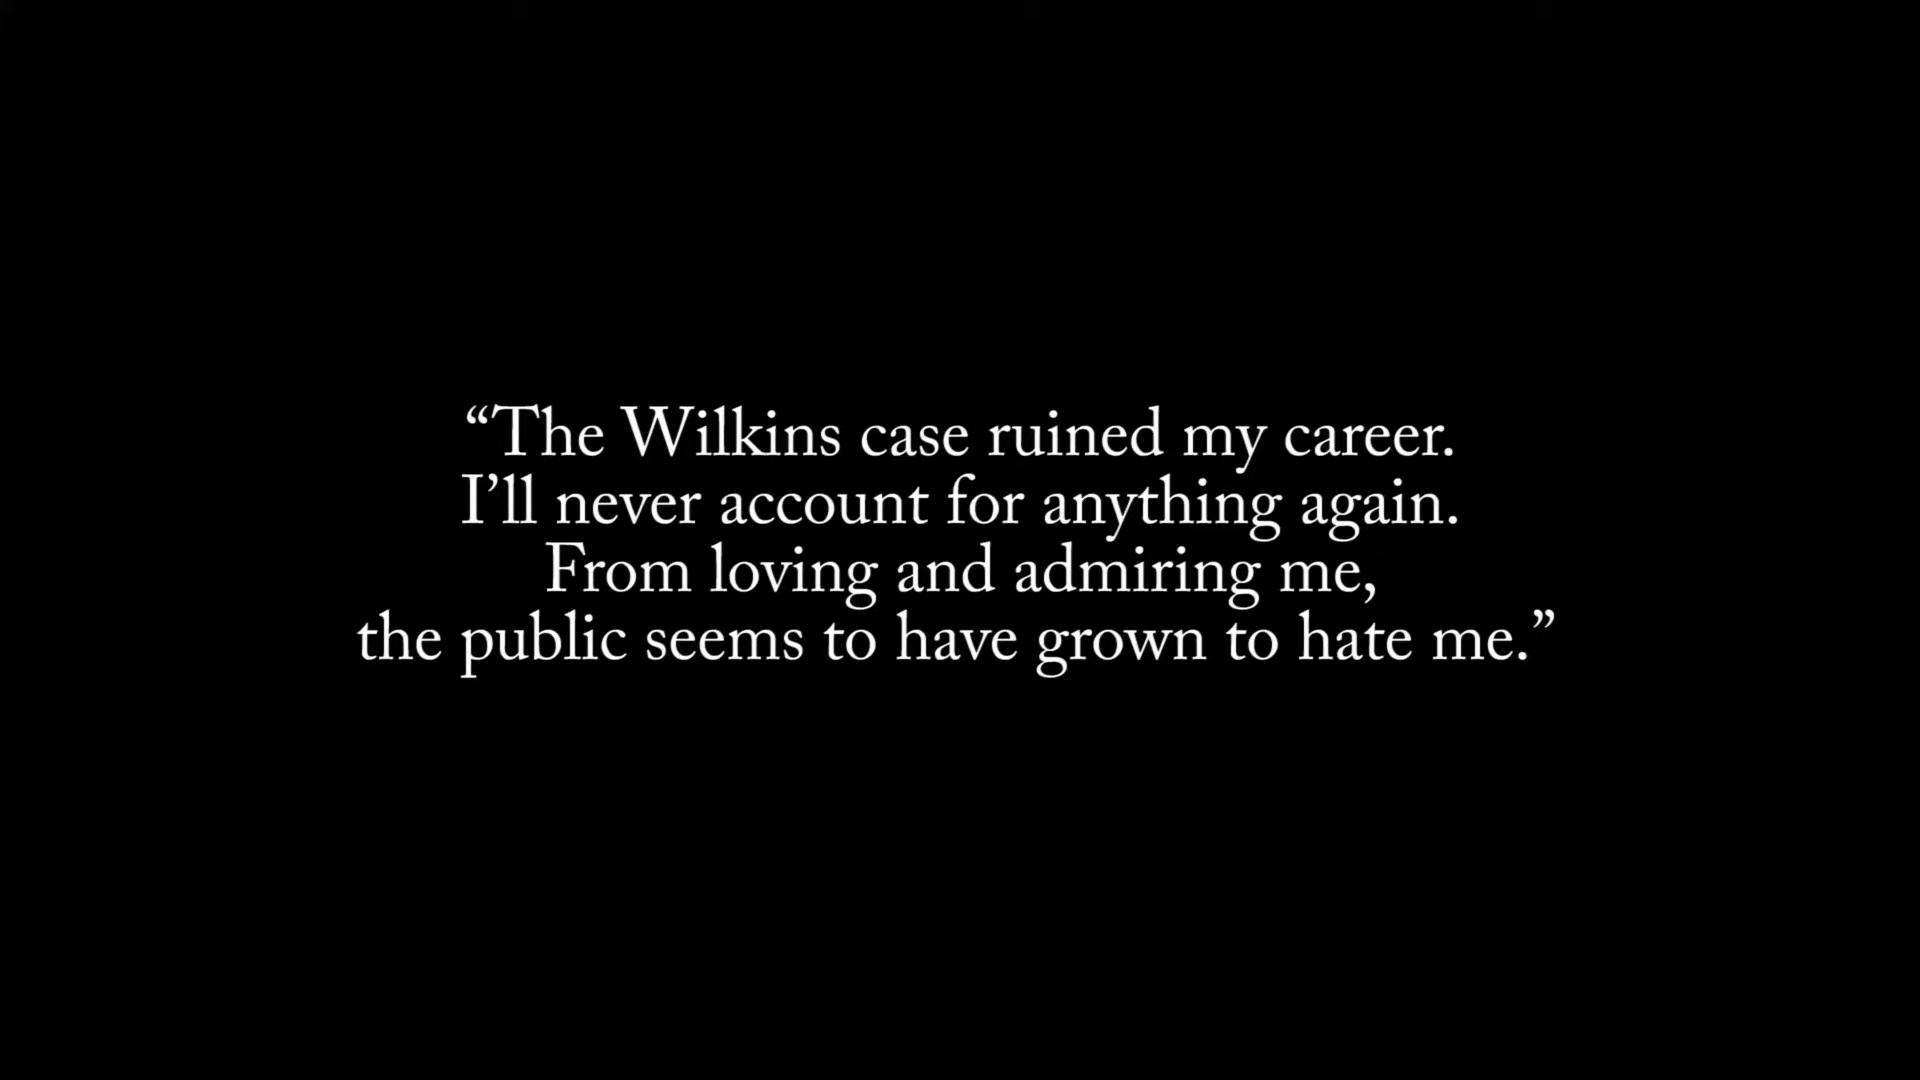 “The Wilkins case ruined my career.
I’ll never account for anything again.
From loving and admiring me,
the public seems to have grown to hate me.”